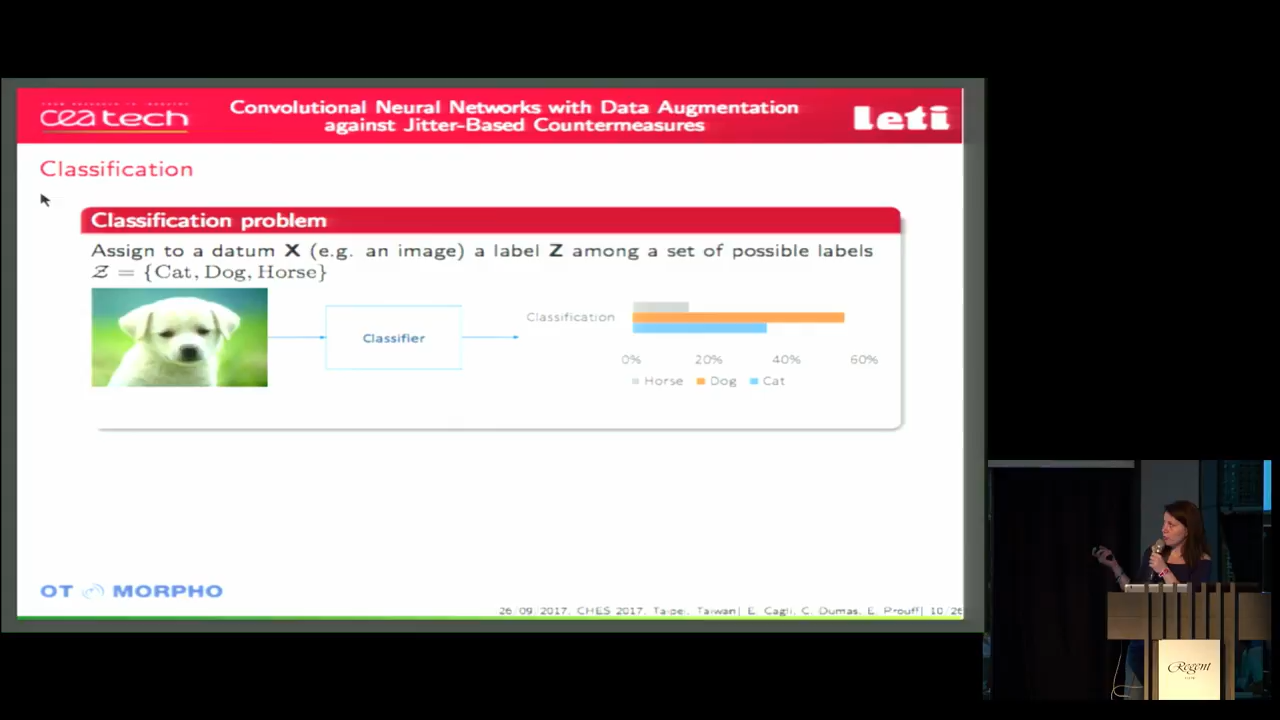 cea tech
Convolutional Neural Networks with Data Augmentation
against Jitter-Based Countermeasures
leti
Classification
Classification problem
Assign to a datum X (e.g. an image) a label Z among a set of possible labels
𝒵 = {Cat, Dog, Horse}
Classifier
Classification
0% 20% 40% 60%
Horse Dog Cat
OT MORPHO
26/09/2017, CHES 2017, Taipei, Taiwan| E. Cagli, C. Dumas, E. Prouff| 10/26
Regent